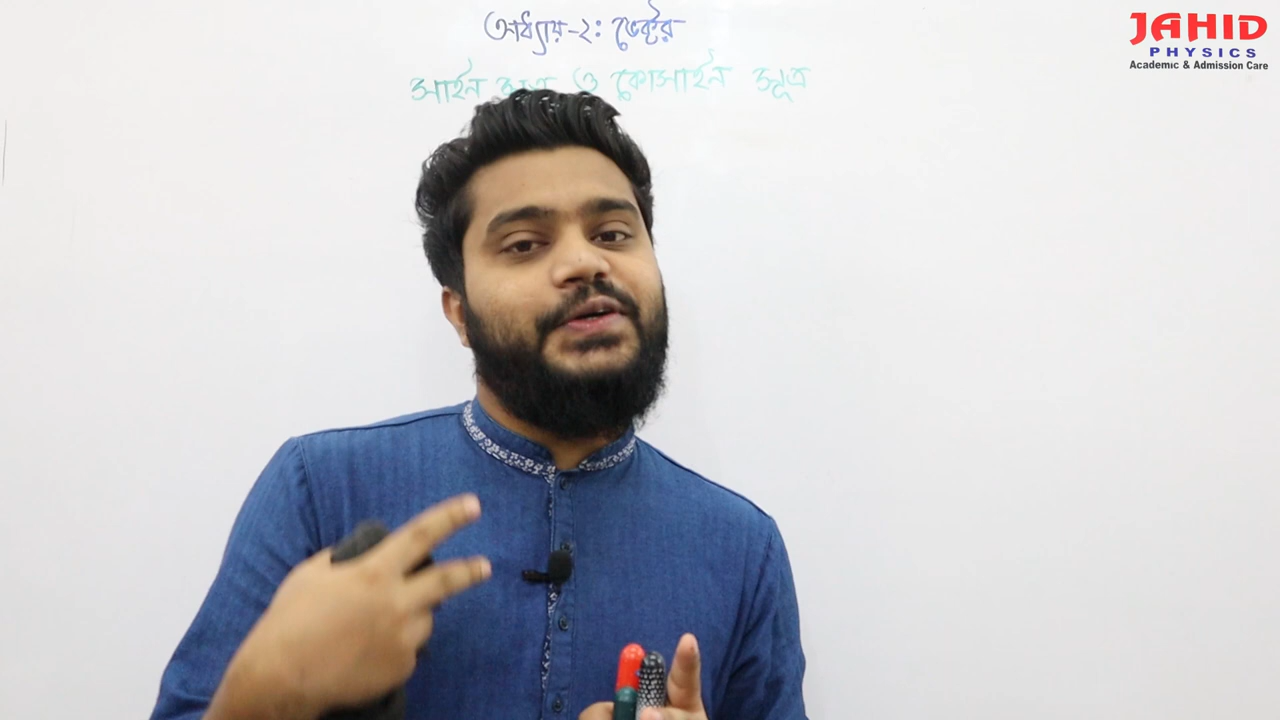 অধ্যায়-২: ভেক্টর
সাইন সূত্র ও কোসাইন সূত্র
JAHID
PHYSICS
Academic & Admission Care